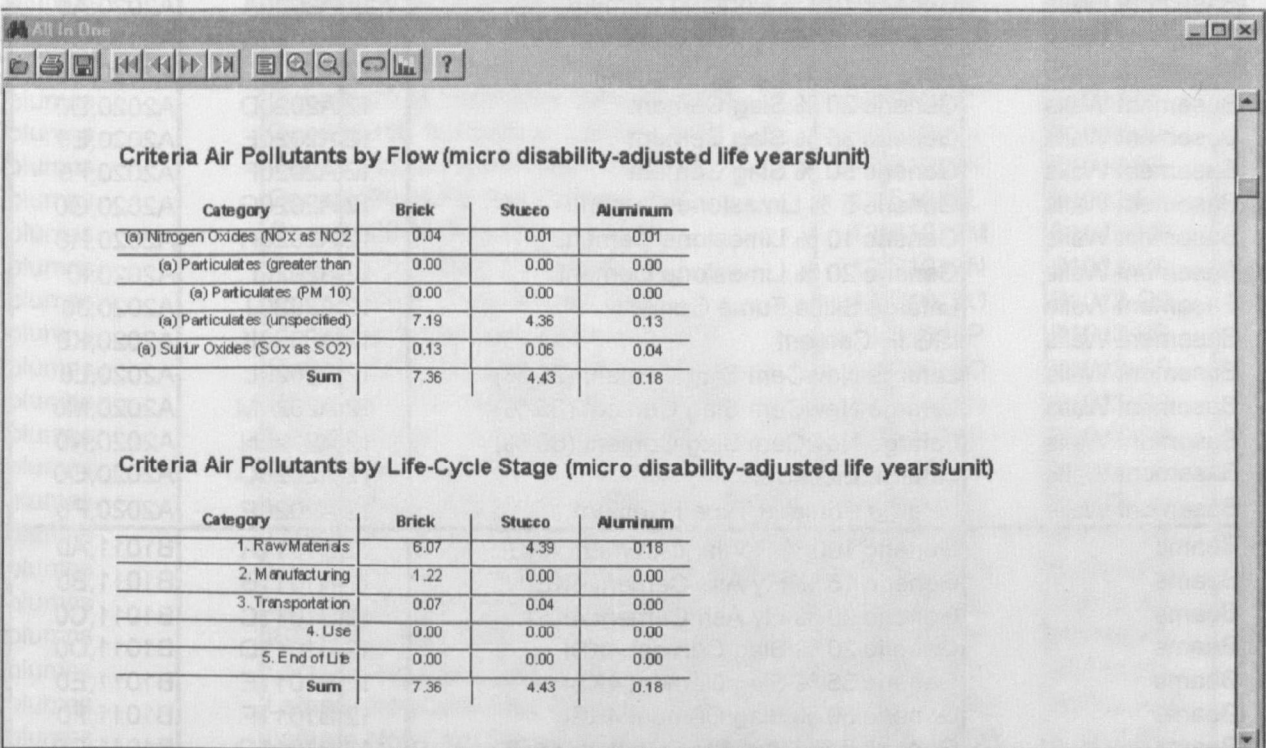 All In One
?
Criteria Air Pollutants by Flow (micro disability-adjusted life years/unit)
Category Brick Stucco Aluminum
(a) Nitrogen Oxides (NOx as NO2 0.04 0.01 0.01
(a) Particulates (greater than 0.00 0.00 0.00
(a) Particulates (PM 10) 0.00 0.00 0.00
(a) Particulates (unspecified) 7.19 4.36 0.13
(a) Sulfur Oxides (SOx as SO2) 0.13 0.06 0.04
Sum 7.36 4.43 0.18
Criteria Air Pollutants by Life-Cycle Stage (micro disability-adjusted life years/unit)
Category Brick Stucco Aluminum
1. Raw Materials 6.07 4.39 0.18
2. Manufacturing 1.22 0.00 0.00
3. Transportation 0.07 0.04 0.00
4. Use 0.00 0.00 0.00
5. End of Life 0.00 0.00 0.00
Sum 7.36 4.43 0.18